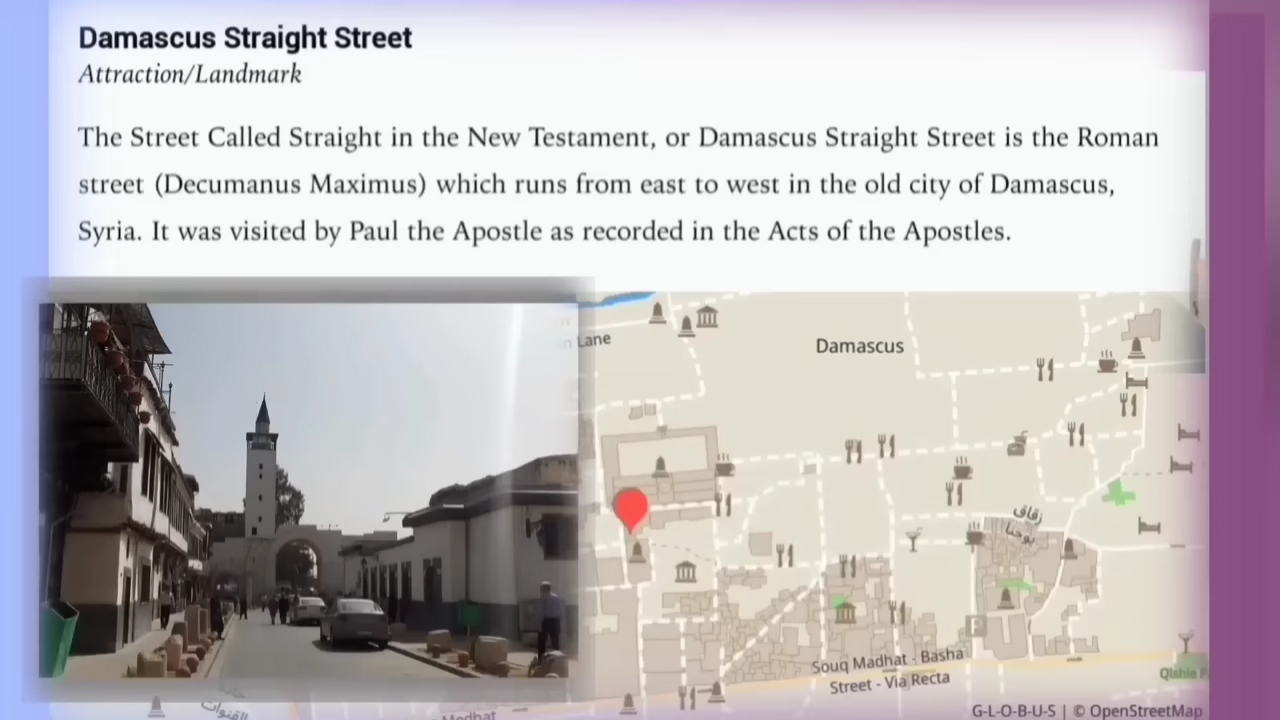 Damascus Straight Street
Attraction/Landmark
The Street Called Straight in the New Testament, or Damascus Straight Street is the Roman
street (Decumanus Maximus) which runs from east to west in the old city of Damascus,
Syria. It was visited by Paul the Apostle as recorded in the Acts of the Apostles.
Lane
Damascus
زقاق
يوحنا
Souq Madhat - Basha
Street - Via Recta
G-L-O-B-U-S | © OpenStreetMap